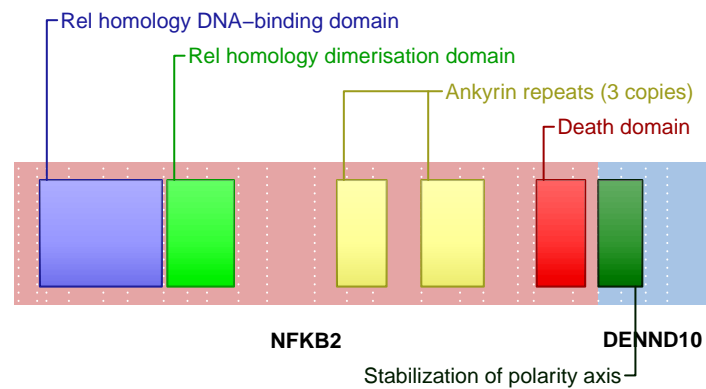 Rel homology DNA−binding domain
Rel homology dimerisation domain
Ankyrin repeats (3 copies)
Death domain
NFKB2
DENND10
Stabilization of polarity axis